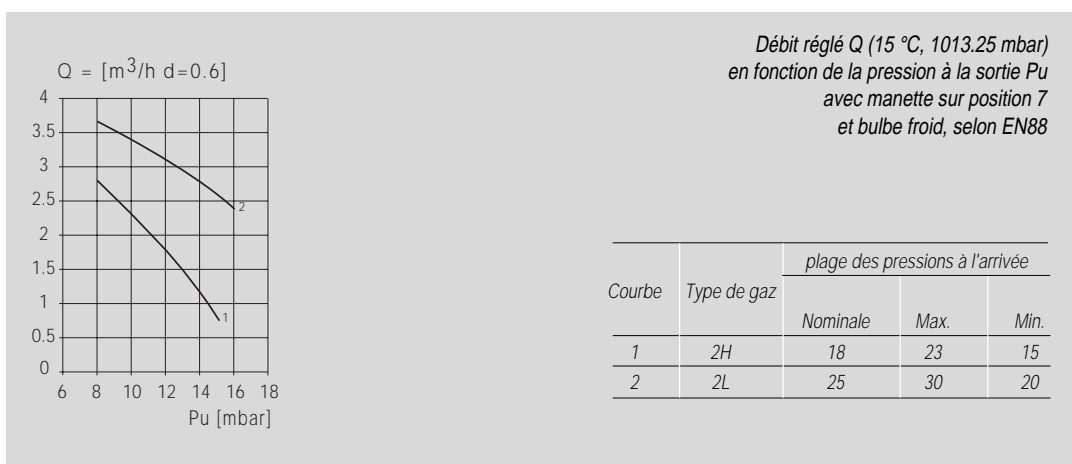 Débit réglé Q (15 °C, 1013.25 mbar)
en fonction de la pression à la sortie Pu
avec manette sur position 7
et bulbe froid, selon EN88
Q = [m3/h d=0.6]
4
3.5
3
2.5
2
1.5
1
0.5
0
6 8 10 12 14 16 18
Pu [mbar]
2
1
plage des pressions à l'arrivée
Courbe Type de gaz
Nominale Max. Min.
1 2H 18 23 15
2 2L 25 30 20